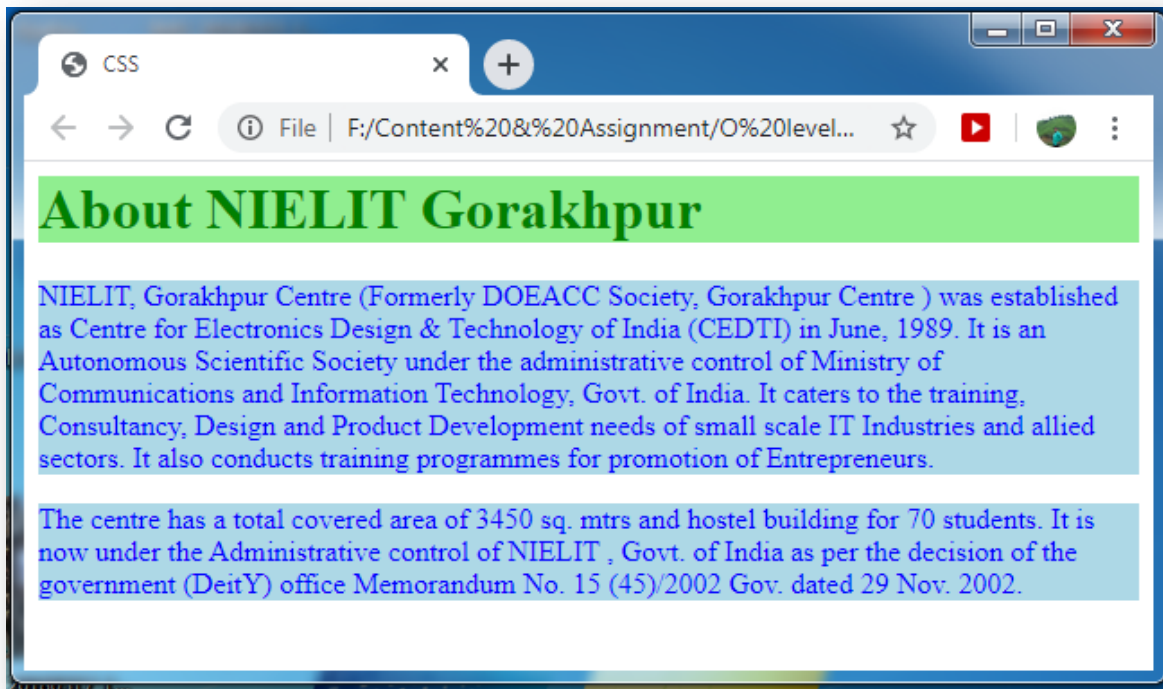 CSS
File F:/Content%20&%20Assignment/O%20level...
About NIELIT Gorakhpur
NIELIT, Gorakhpur Centre (Formerly DOEACC Society, Gorakhpur Centre ) was established
as Centre for Electronics Design & Technology of India (CEDTI) in June, 1989. It is an
Autonomous Scientific Society under the administrative control of Ministry of
Communications and Information Technology, Govt. of India. It caters to the training,
Consultancy, Design and Product Development needs of small scale IT Industries and allied
sectors. It also conducts training programmes for promotion of Entrepreneurs.
The centre has a total covered area of 3450 sq. mtrs and hostel building for 70 students. It is
now under the Administrative control of NIELIT , Govt. of India as per the decision of the
government (DeitY) office Memorandum No. 15 (45)/2002 Gov. dated 29 Nov. 2002.